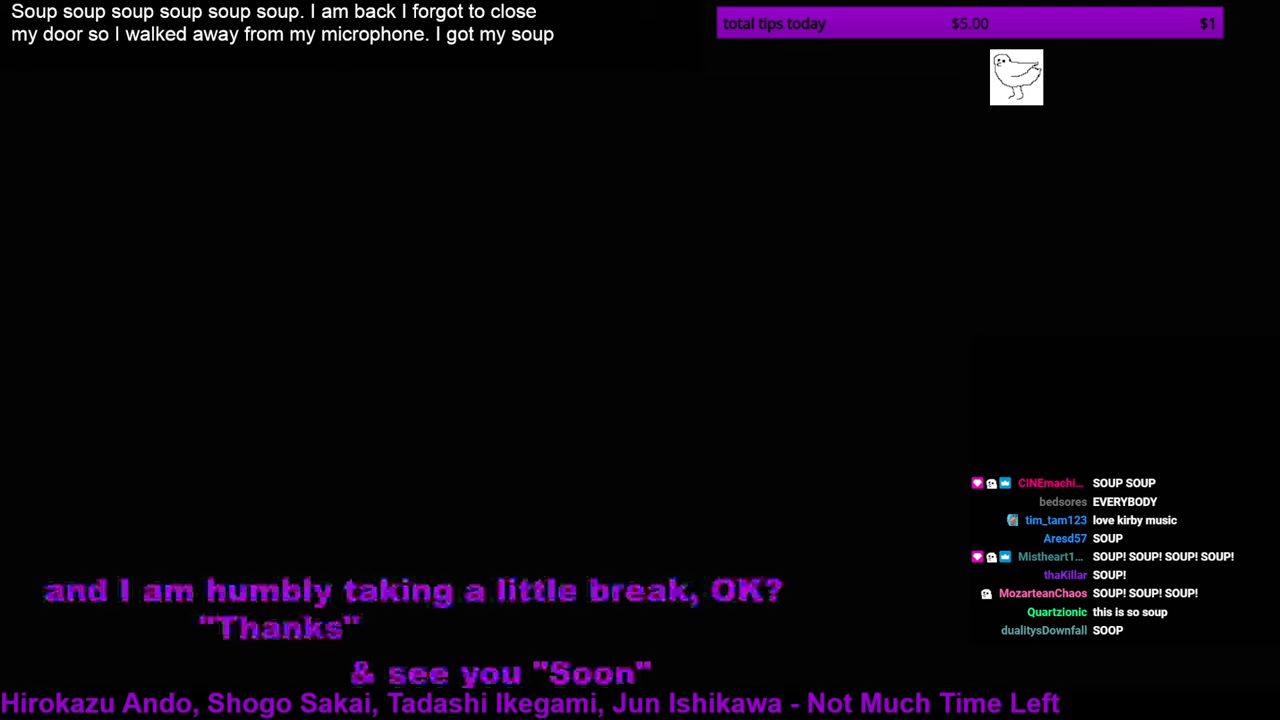 Soup soup soup soup soup soup. I am back I forgot to close
my door so I walked away from my microphone. I got my soup
total tips today $5.00 $1
CINEmachi... SOUP SOUP
bedsores EVERYBODY
tim_tam123 love kirby music
Aresd57 SOUP
Mistheart1... SOUP! SOUP! SOUP! SOUP!
thaKillar SOUP!
MozarteanChaos SOUP! SOUP! SOUP!
Quartzionic this is so soup
dualitysDownfall SOOP
and I am humbly taking a little break, OK?
"Thanks"
& see you "Soon"
Hirokazu Ando, Shogo Sakai, Tadashi Ikegami, Jun Ishikawa - Not Much Time Left